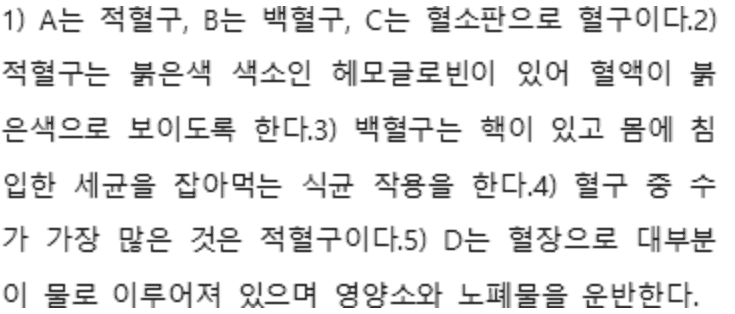 1) A는 적혈구, B는 백혈구, C는 혈소판으로 혈구이다.2)
적혈구는 붉은색 색소인 헤모글로빈이 있어 혈액이 붉
은색으로 보이도록 한다.3) 백혈구는 핵이 있고 몸에 침
입한 세균을 잡아먹는 식균 작용을 한다.4) 혈구 중 수
가 가장 많은 것은 적혈구이다.5) D는 혈장으로 대부분
이 물로 이루어져 있으며 영양소와 노폐물을 운반한다.